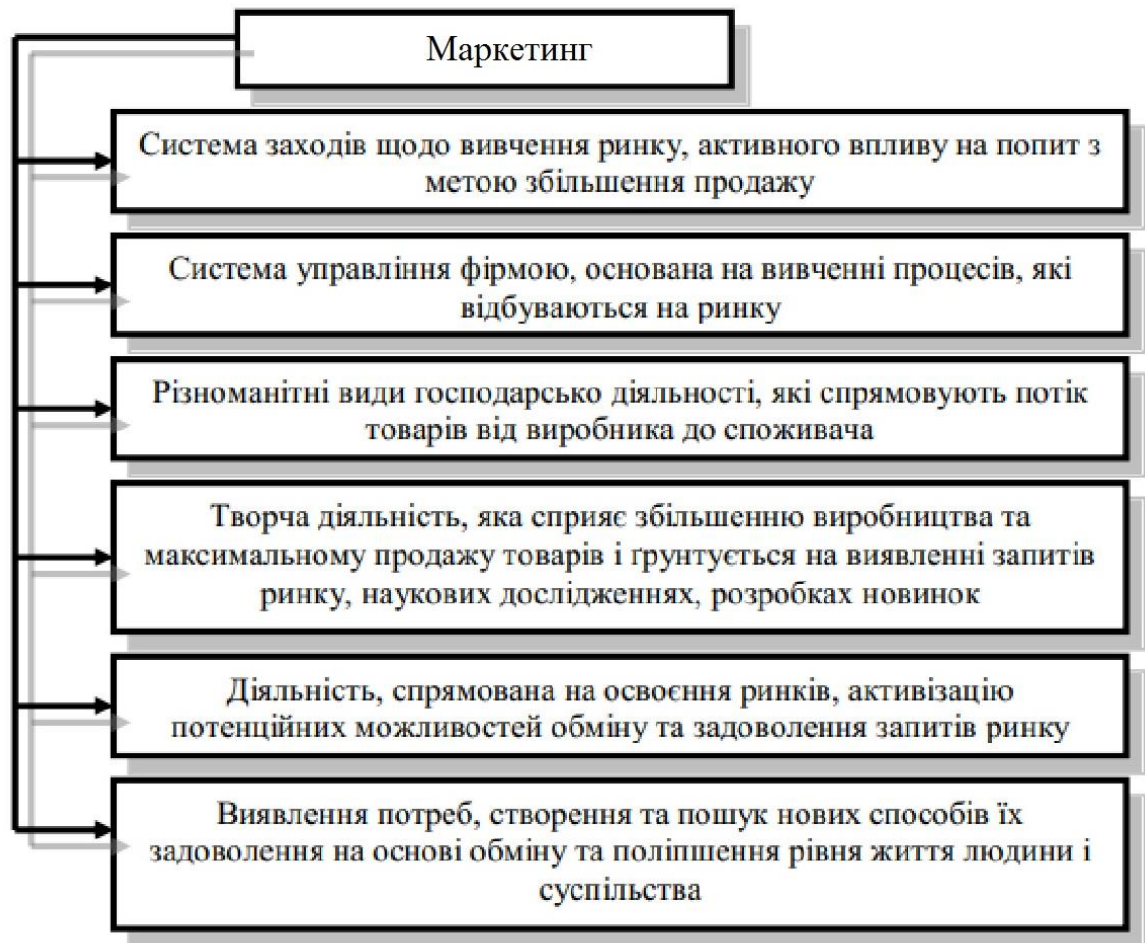 Маркетинг
Система заходів щодо вивчення ринку, активного впливу на попит з
метою збільшення продажу
Система управління фірмою, основана на вивченні процесів, які
відбуваються на ринку
Різноманітні види господарсько діяльності, які спрямовують потік
товарів від виробника до споживача
Творча діяльність, яка сприяє збільшенню виробництва та
максимальному продажу товарів і ґрунтується на виявленні запитів
ринку, наукових дослідженнях, розробках новинок
Діяльність, спрямована на освоєння ринків, активізацію
потенційних можливостей обміну та задоволення запитів ринку
Виявлення потреб, створення та пошук нових способів їх
задоволення на основі обміну та поліпшення рівня життя людини і
суспільства